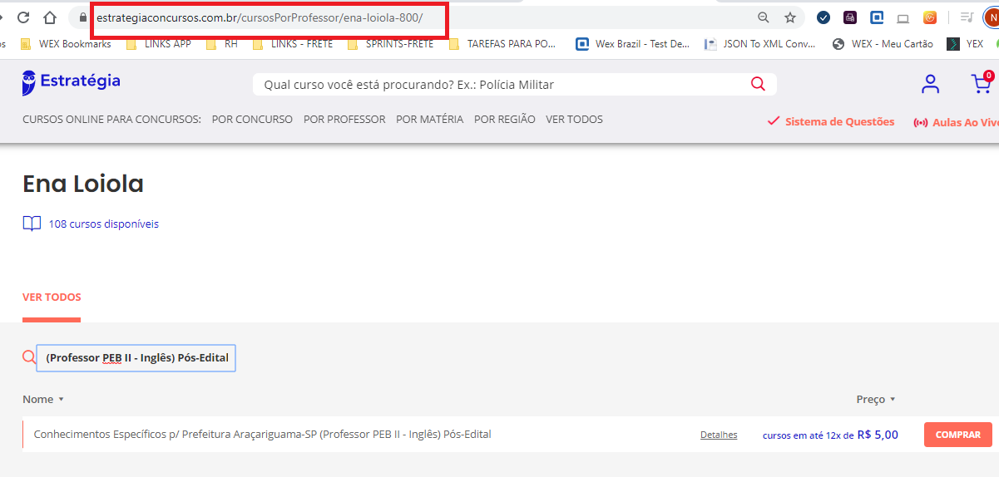 estrategiaconcursos.com.br/cursosPorProfessor/ena-loiola-800/
N
os WEX Bookmarks LINKS APP RH LINKS - FRETE SPRINTS-FRETE TAREFAS PARA PO... Wex Brazil - Test De... JSON To XML Conv... WEX - Meu Cartão YEX
Estratégia
Qual curso você está procurando? Ex.: Polícia Militar
0
CURSOS ONLINE PARA CONCURSOS: POR CONCURSO POR PROFESSOR POR MATÉRIA POR REGIÃO VER TODOS
Sistema de Questões Aulas Ao Vivo
Ena Loiola
108 cursos disponíveis
VER TODOS
(Professor PEB II - Inglês) Pós-Edital
Nome Preço
Conhecimentos Específicos p/ Prefeitura Araçariguama-SP (Professor PEB II - Inglês) Pós-Edital Detalhes cursos em até 12x de R$ 5,00 COMPRAR